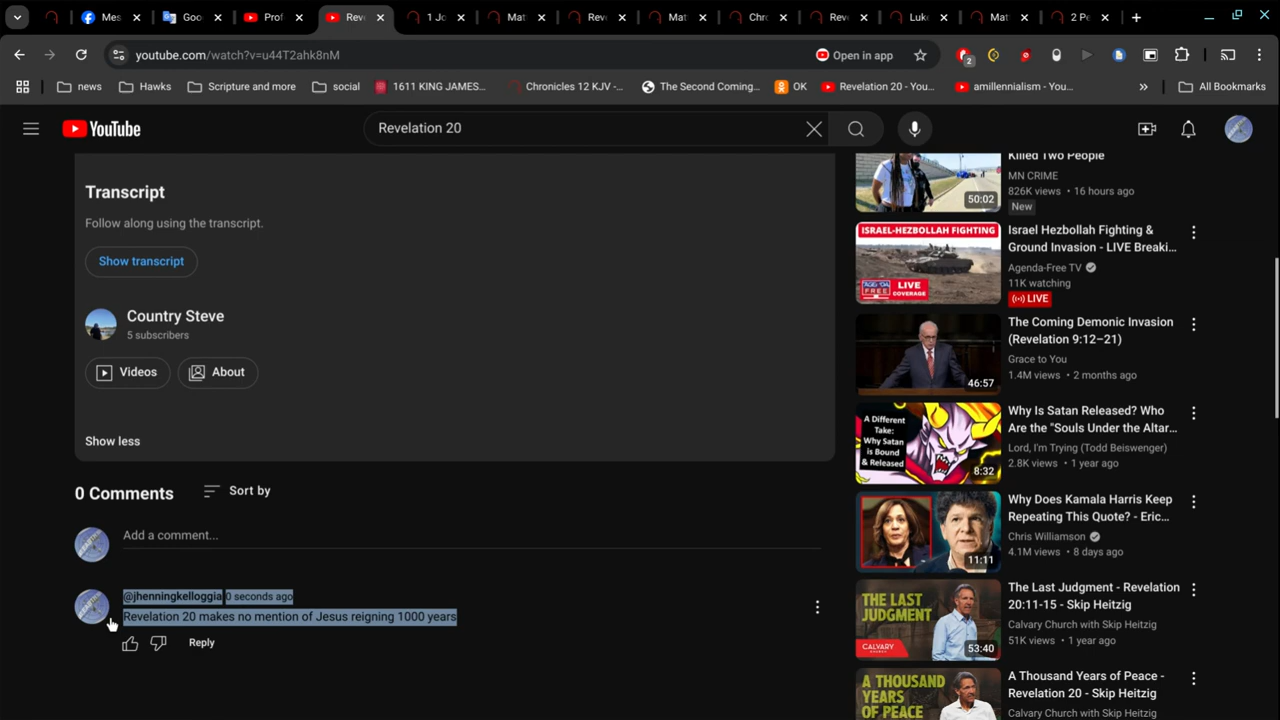 Mes
Goo
Prof
Reve
1 Jo
Mat
Reve
Mat
Chro
Reve
Luke
Mat
2 Pe
youtube.com/watch?v=u44T2ahk8nM
Open in app
2
news
Hawks
Scripture and more
social
1611 KING JAMES...
Chronicles 12 KJV -...
The Second Coming...
OK
Revelation 20 - You...
amillennialism - You...
»
All Bookmarks
YouTube
Revelation 20
Transcript
Follow along using the transcript.
Show transcript
Country Steve
5 subscribers
Videos
About
Show less
0 Comments
Sort by
Add a comment...
@jhenningkelloggia 0 seconds ago
Revelation 20 makes no mention of Jesus reigning 1000 years
Reply
Killed Two People
MN CRIME
826K views • 16 hours ago
New
50:02
ISRAEL-HEZBOLLAH FIGHTING
LIVE
COVERAGE
Israel Hezbollah Fighting &
Ground Invasion - LIVE Breaki...
Agenda-Free TV
11K watching
LIVE
The Coming Demonic Invasion
(Revelation 9:12–21)
Grace to You
1.4M views • 2 months ago
46:57
A Different
Take:
Why Satan
is Bound
& Released
8:32
Why Is Satan Released? Who
Are the "Souls Under the Altar...
Lord, I'm Trying (Todd Beiswenger)
2.8K views • 1 year ago
Why Does Kamala Harris Keep
Repeating This Quote? - Eric...
Chris Williamson
4.1M views • 8 days ago
11:11
THE LAST
JUDGMENT
CALVARY
53:40
The Last Judgment - Revelation
20:11-15 - Skip Heitzig
Calvary Church with Skip Heitzig
51K views • 1 year ago
A THOUSAND
YEARS
OF PEACE
A Thousand Years of Peace -
Revelation 20 - Skip Heitzig
Calvary Church with Skip Heitzig